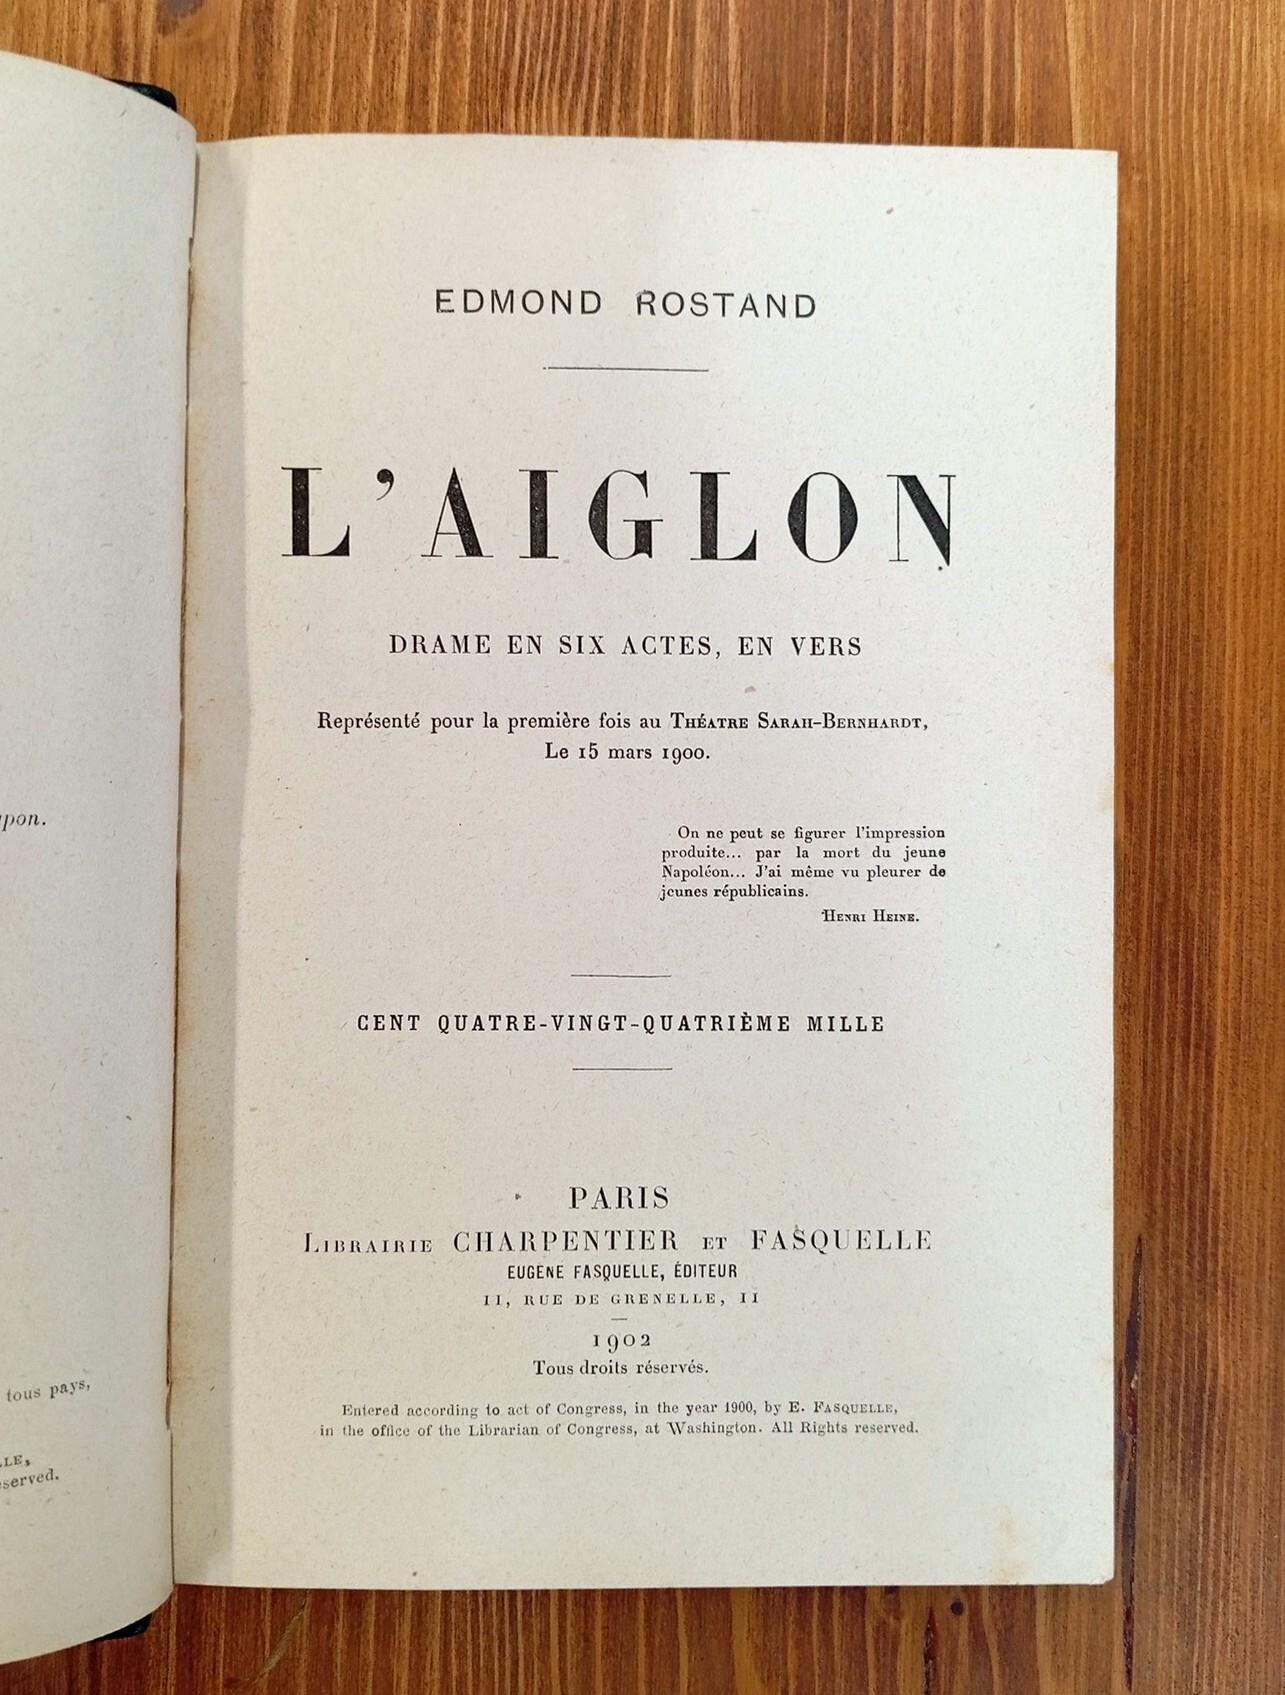 EDMOND ROSTAND
L'AIGLON
DRAME EN SIX ACTES, EN VERS
Représenté pour la première fois au THÉATRE SARAH-BERNHARDT,
Le 15 mars 1900.
On ne peut se figurer l'impression
produite... par la mort du jeune
Napoléon... J'ai même vu pleurer de
jeunes républicains.
HENRI HEINE.
CENT QUATRE-VINGT-QUATRIÈME MILLE
PARIS
LIBRAIRIE CHARPENTIER ET FASQUELLE
EUGÈNE FASQUELLE, ÉDITEUR
11, RUE DE GRENELLE, 11
1902
Tous droits réservés.
Entered according to act of Congress, in the year 1900, by E. FASQUELLE,
in the office of the Librarian of Congress, at Washington. All Rights reserved.
tous pays,